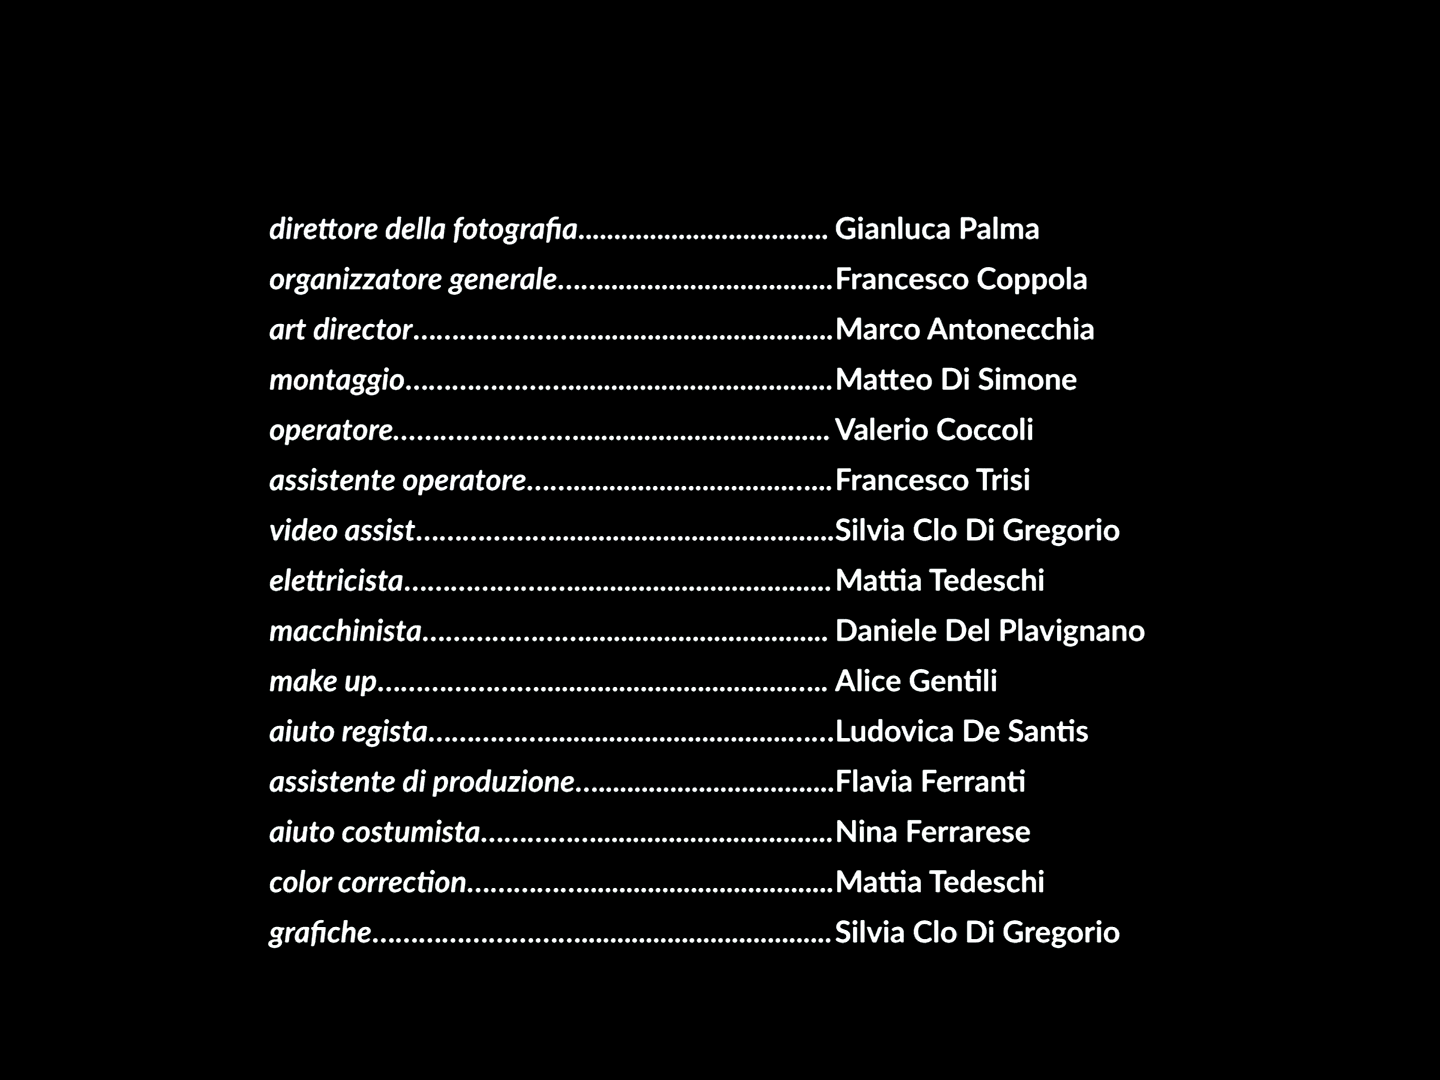 direttore della fotografia................................... Gianluca Palma
organizzatore generale......................................Francesco Coppola
art director.........................................................Marco Antonecchia
montaggio..........................................................Matteo Di Simone
operatore........................................................... Valerio Coccoli
assistente operatore..........................................Francesco Trisi
video assist.........................................................Silvia Clo Di Gregorio
elettricista..........................................................Mattia Tedeschi
macchinista....................................................... Daniele Del Plavignano
make up............................................................. Alice Gentili
aiuto regista.......................................................Ludovica De Santis
assistente di produzione....................................Flavia Ferranti
aiuto costumista................................................Nina Ferrarese
color correction..................................................Mattia Tedeschi
grafiche...............................................................Silvia Clo Di Gregorio